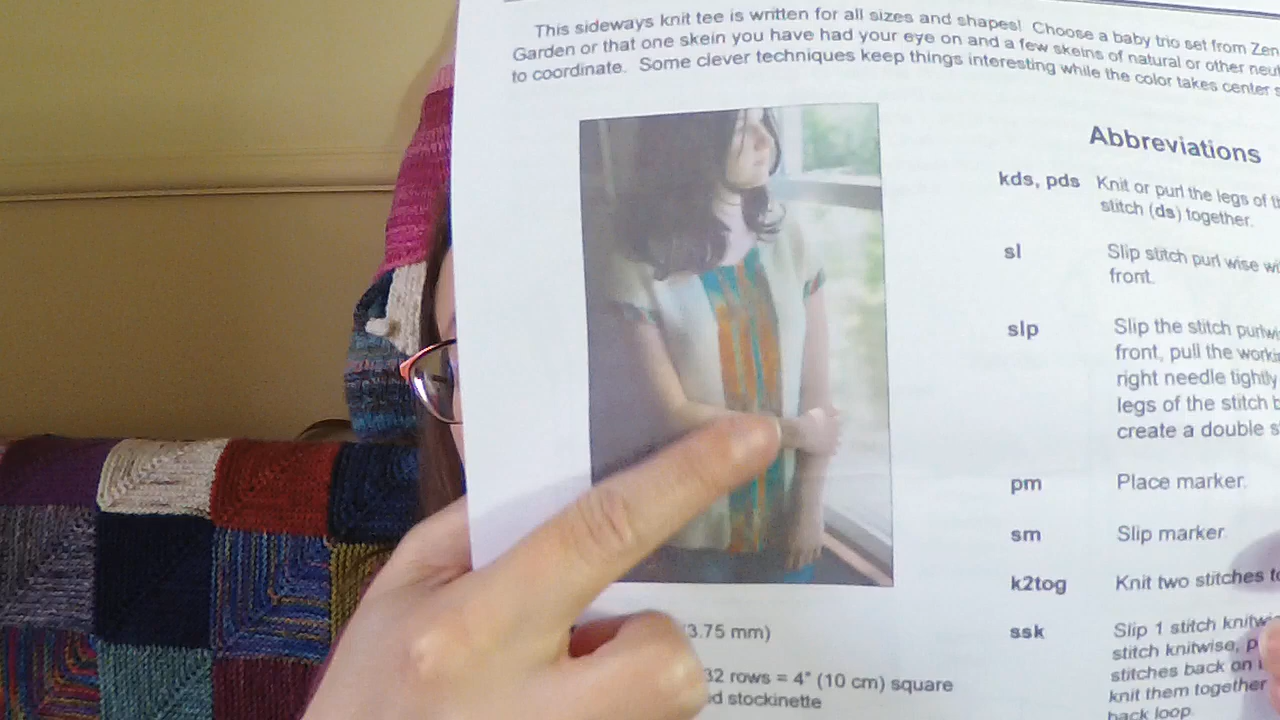 This sideways knit tee is written for all sizes and shapes! Choose a baby trio set from Zen
Garden or that one skein you have had your eye on and a few skeins of natural or other
to coordinate. Some clever techniques keep things interesting while the color takes center
Abbreviations
kds, pds Knit or purl the legs of
stitch (ds) together.
sl Slip stitch purl wise
front.
slp Slip the stitch
front, pull the
right needle tightly
legs of the stitch
create a double
pm Place marker.
sm Slip marker.
k2tog Knit two stitches
ssk Slip 1 stitch
stitch knitwise,
stitches back on
knit them together
back loop.
3.75 mm)
32 rows = 4" (10 cm) square
stockinette